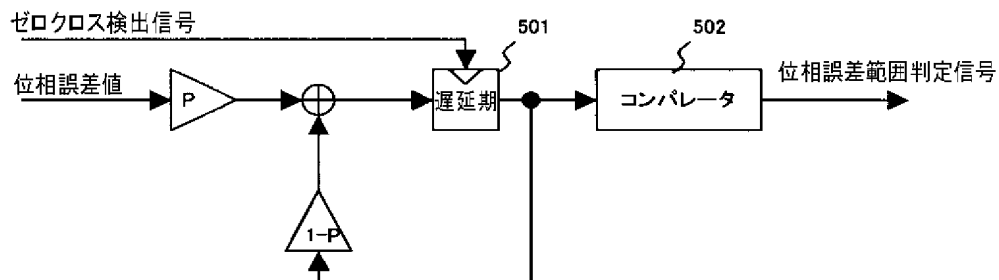 ゼロクロス検出信号
501
502
位相誤差値
P
遅延期
コンパレータ
位相誤差範囲判定信号
1-P